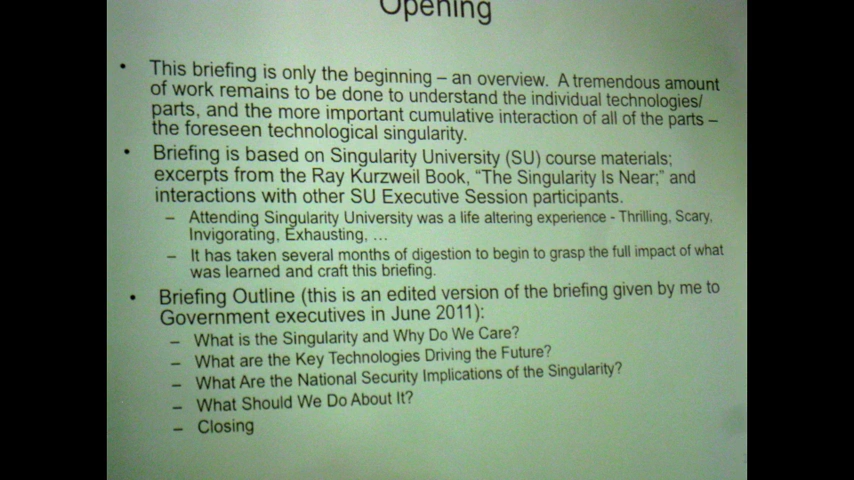 Opening
• This briefing is only the beginning – an overview. A tremendous amount
of work remains to be done to understand the individual technologies/
parts, and the more important cumulative interaction of all of the parts –
the foreseen technological singularity.
• Briefing is based on Singularity University (SU) course materials;
excerpts from the Ray Kurzweil Book, “The Singularity Is Near;” and
interactions with other SU Executive Session participants.
– Attending Singularity University was a life altering experience - Thrilling, Scary,
Invigorating, Exhausting, …
– It has taken several months of digestion to begin to grasp the full impact of what
was learned and craft this briefing.
• Briefing Outline (this is an edited version of the briefing given by me to
Government executives in June 2011):
– What is the Singularity and Why Do We Care?
– What are the Key Technologies Driving the Future?
– What Are the National Security Implications of the Singularity?
– What Should We Do About It?
– Closing